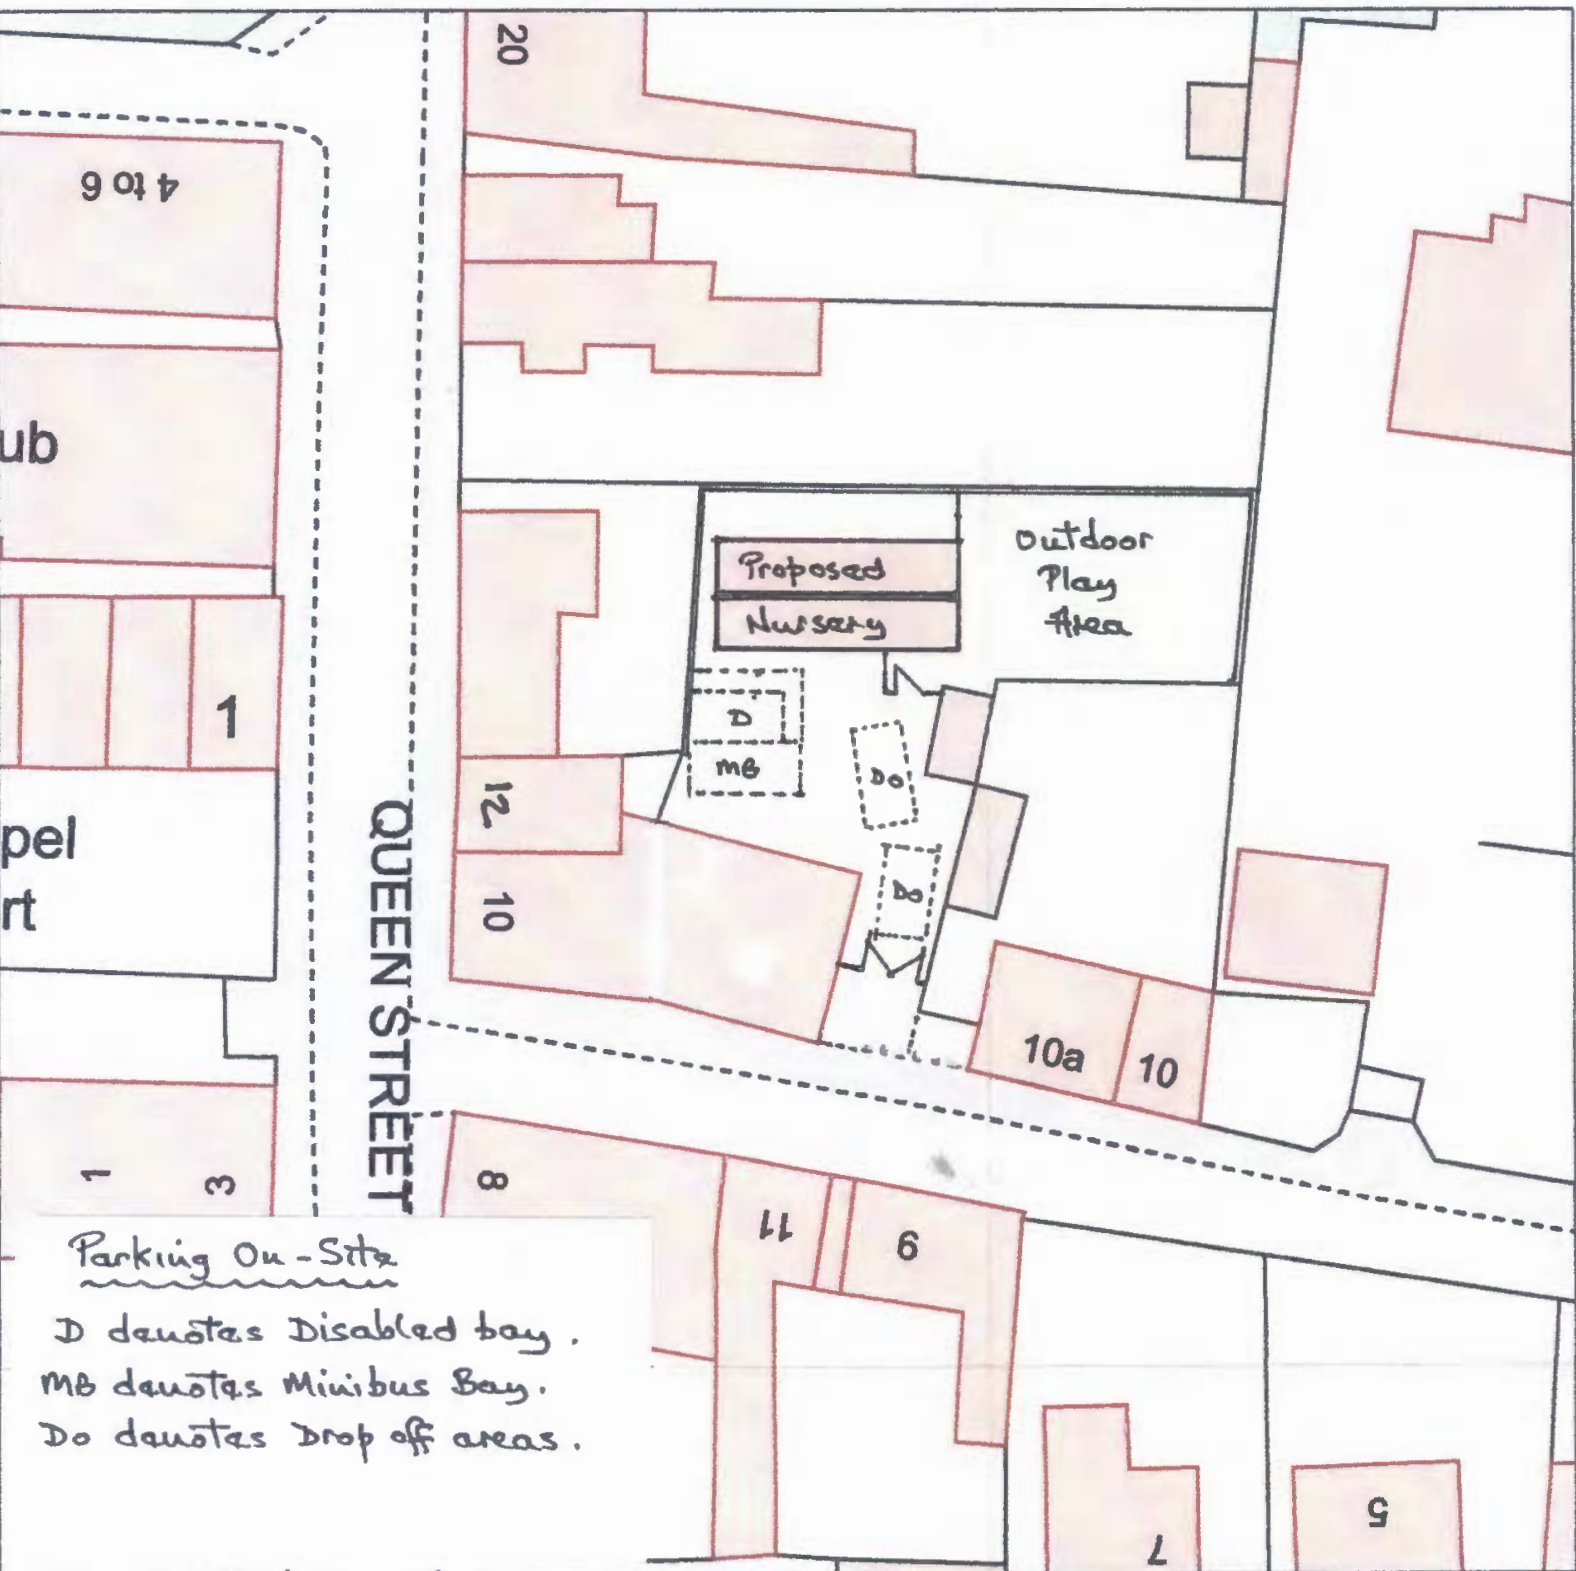 20
4 to 6
ub
Proposed
Nursery
Outdoor
Play
Area
1
D
MB
Do
Do
12
10
pel
rt
QUEEN STREET
10a
10
1
3
8
11
9
7
5
Parking On-Site
D denotes Disabled bay.
MB denotes Minibus Bay.
Do denotes Drop off areas.